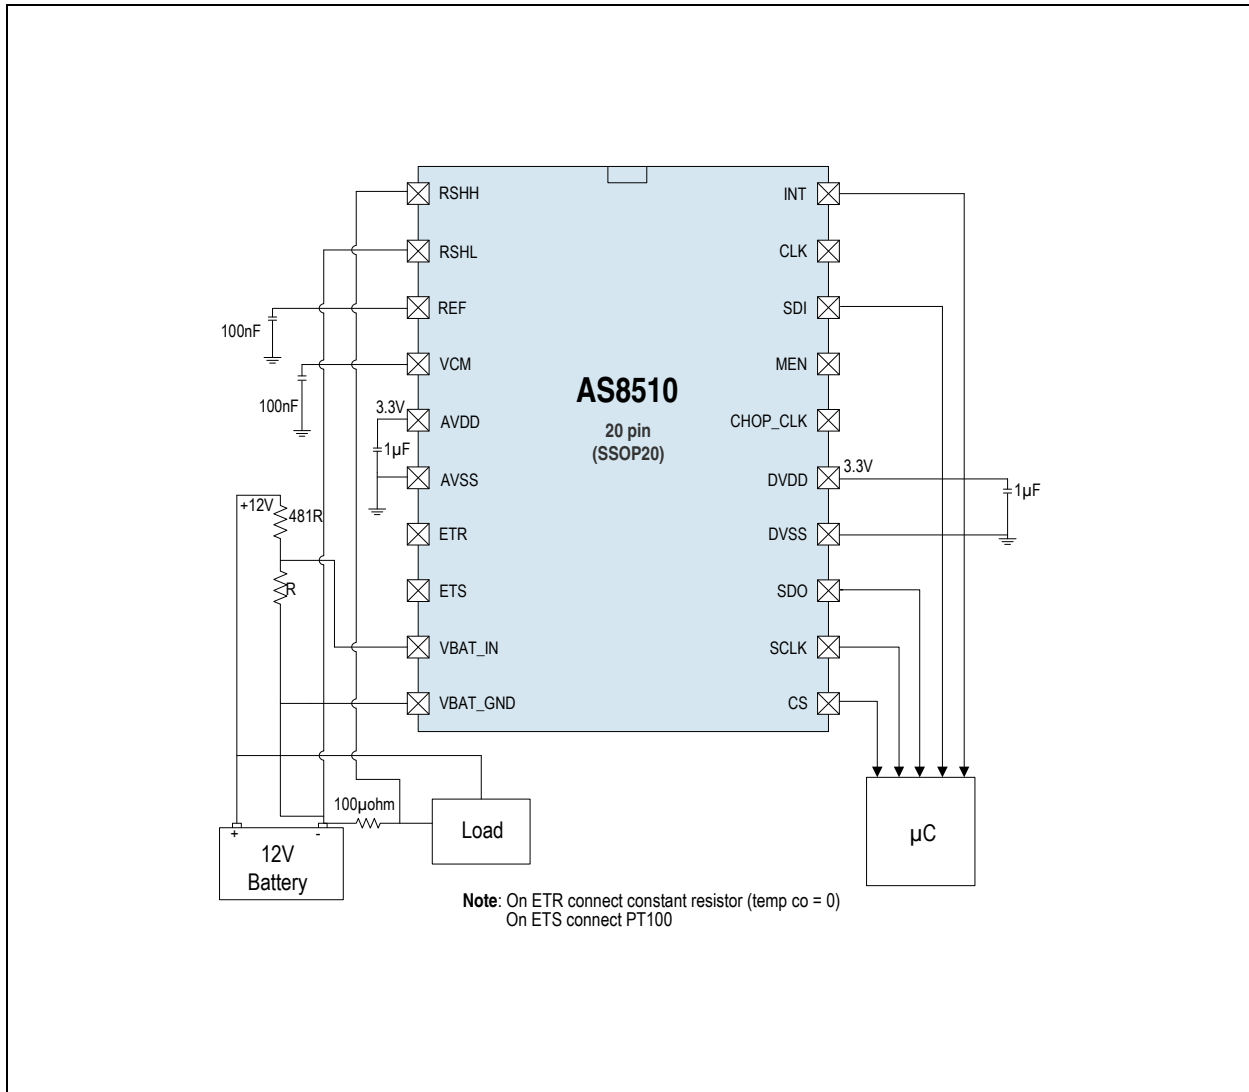 RSHH
INT
RSHL
CLK
REF
SDI
100nF
VCM
MEN
100nF
AS8510
3.3V
AVDD
CHOP_CLK
20 pin
(SSOP20)
1µF
AVSS
3.3V
DVDD
1µF
+12V
481R
ETR
DVSS
R
ETS
SDO
VBAT_IN
SCLK
VBAT_GND
CS
100µohm
Load
µC
+ -
12V
Battery
Note: On ETR connect constant resistor (temp co = 0)
On ETS connect PT100